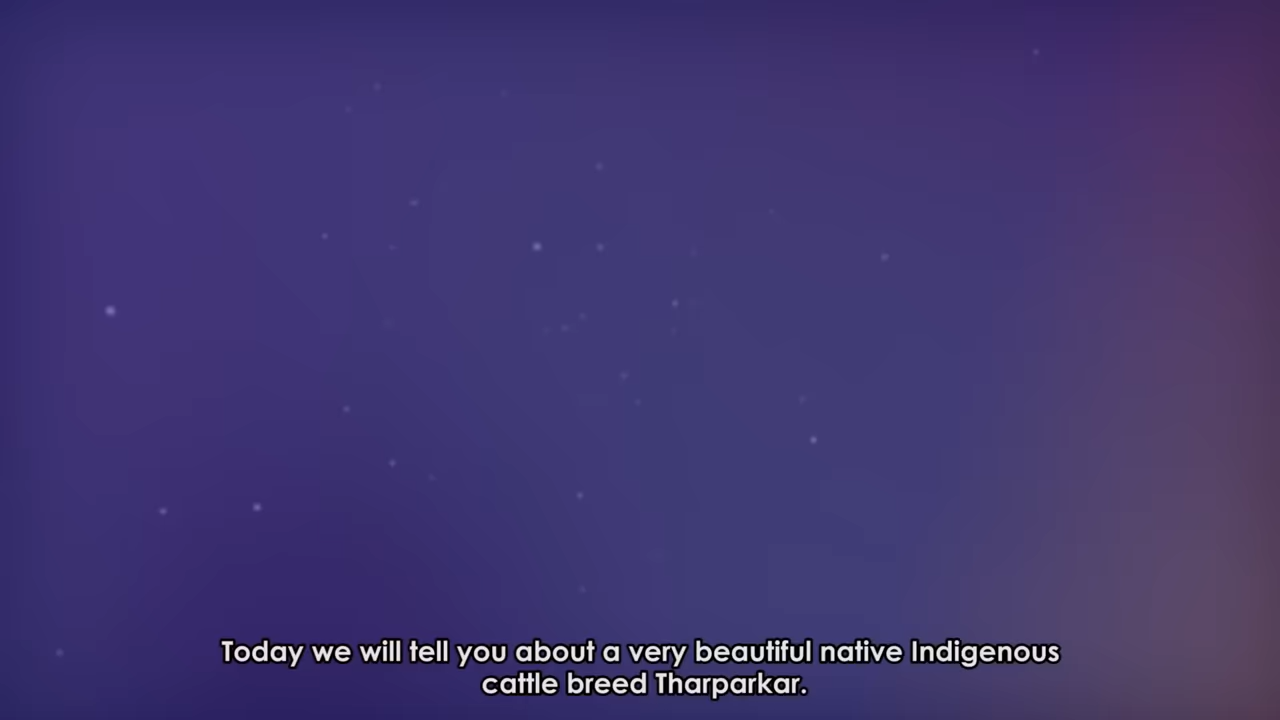 Today we will tell you about a very beautiful native Indigenous
cattle breed Tharparkar.